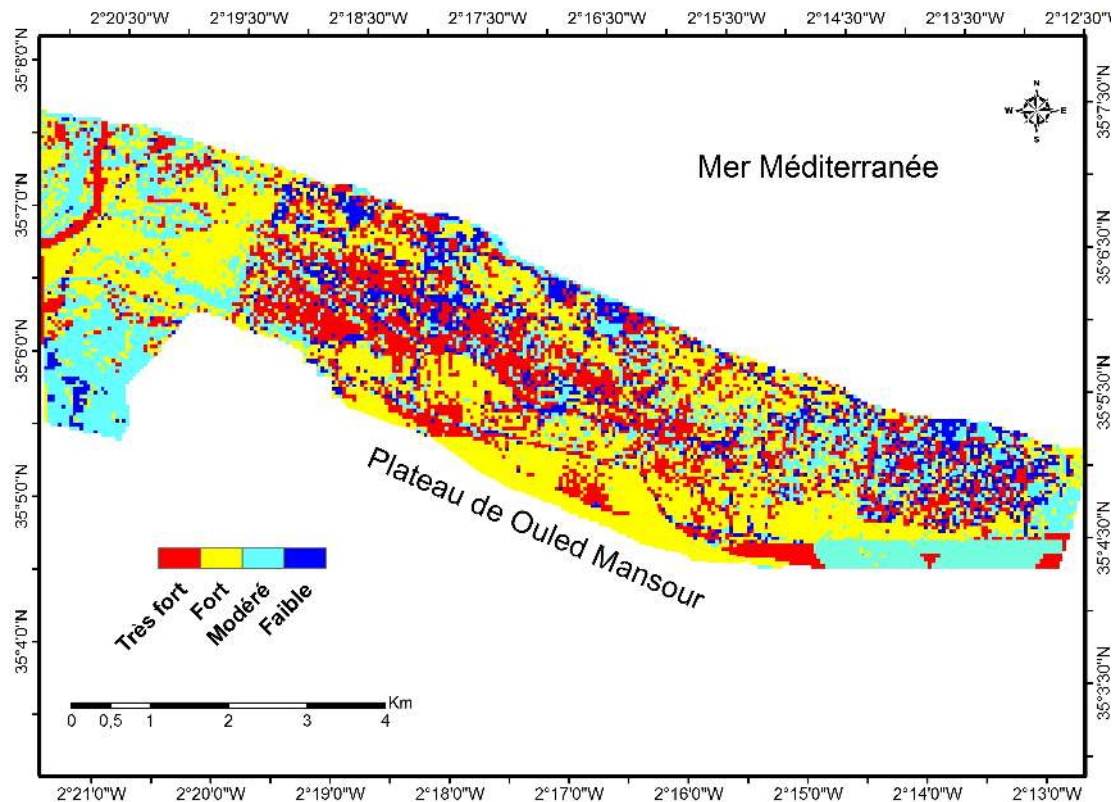 2°20'30"W 2°19'30"W 2°18'30"W 2°17'30"W 2°16'30"W 2°15'30"W 2°14'30"W 2°13'30"W 2°12'30"W
35°8'0"N
35°7'0"N
35°6'0"N
35°5'0"N
35°4'0"N
35°7'30"N
35°6'30"N
35°5'30"N
35°4'30"N
35°3'30"N
N
W E
S
Mer Méditerranée
Plateau de Ouled Mansour
Très fort
Fort
Modéré
Faible
Km
0 0,5 1 2 3 4
2°21'0"W 2°20'0"W 2°19'0"W 2°18'0"W 2°17'0"W 2°16'0"W 2°15'0"W 2°14'0"W 2°13'0"W